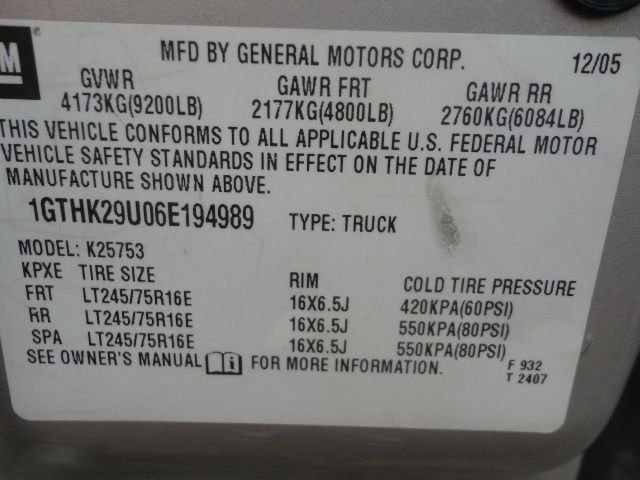 GM
MFD BY GENERAL MOTORS CORP. 12/05
GVWR GAWR FRT GAWR RR
4173KG(9200LB) 2177KG(4800LB) 2760KG(6084LB)
THIS VEHICLE CONFORMS TO ALL APPLICABLE U.S. FEDERAL MOTOR
VEHICLE SAFETY STANDARDS IN EFFECT ON THE DATE OF
MANUFACTURE SHOWN ABOVE.
1GTHK29U06E194989 TYPE: TRUCK
MODEL: K25753
KPXE TIRE SIZE RIM COLD TIRE PRESSURE
FRT LT245/75R16E 16X6.5J 420KPA(60PSI)
RR LT245/75R16E 16X6.5J 550KPA(80PSI)
SPA LT245/75R16E 16X6.5J 550KPA(80PSI)
SEE OWNER'S MANUAL FOR MORE INFORMATION. F 932
T 2407